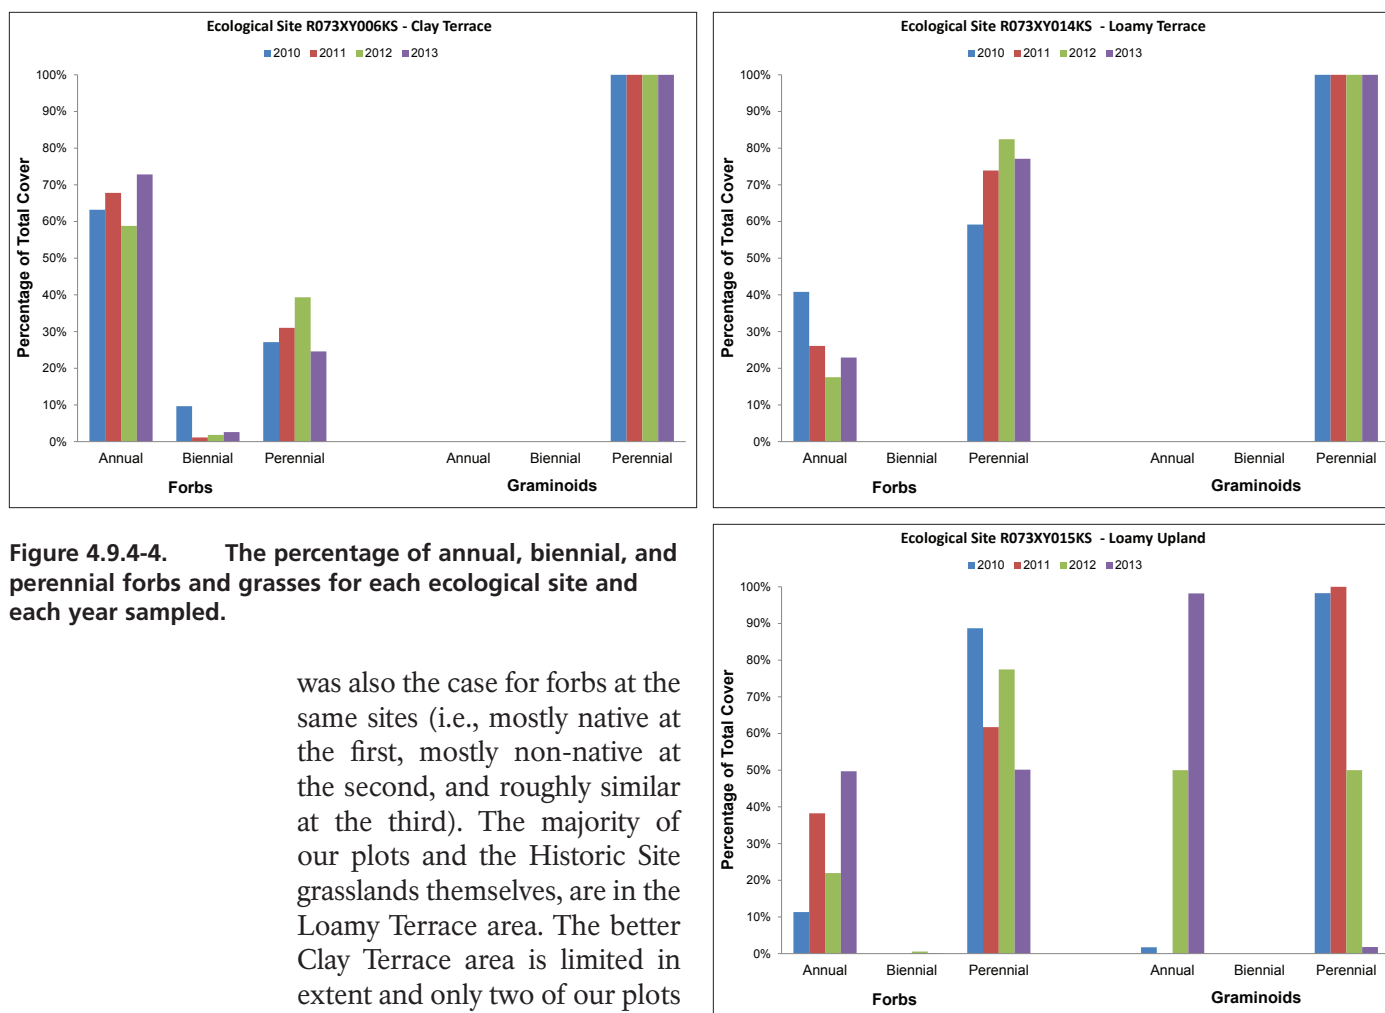 Ecological Site R073XY006KS - Clay Terrace
2010 2011 2012 2013
Percentage of Total Cover
100%
90%
80%
70%
60%
50%
40%
30%
20%
10%
0%
Annual Biennial Perennial Annual Biennial Perennial
Forbs Graminoids
Ecological Site R073XY014KS - Loamy Terrace
2010 2011 2012 2013
Percentage of Total Cover
100%
90%
80%
70%
60%
50%
40%
30%
20%
10%
0%
Annual Biennial Perennial Annual Biennial Perennial
Forbs Graminoids
Figure 4.9.4-4. The percentage of annual, biennial, and
perennial forbs and grasses for each ecological site and
each year sampled.
was also the case for forbs at the
same sites (i.e., mostly native at
the first, mostly non-native at
the second, and roughly similar
at the third). The majority of
our plots and the Historic Site
grasslands themselves, are in the
Loamy Terrace area. The better
Clay Terrace area is limited in
extent and only two of our plots
Ecological Site R073XY015KS - Loamy Upland
2010 2011 2012 2013
Percentage of Total Cover
100%
90%
80%
70%
60%
50%
40%
30%
20%
10%
0%
Annual Biennial Perennial Annual Biennial Perennial
Forbs Graminoids